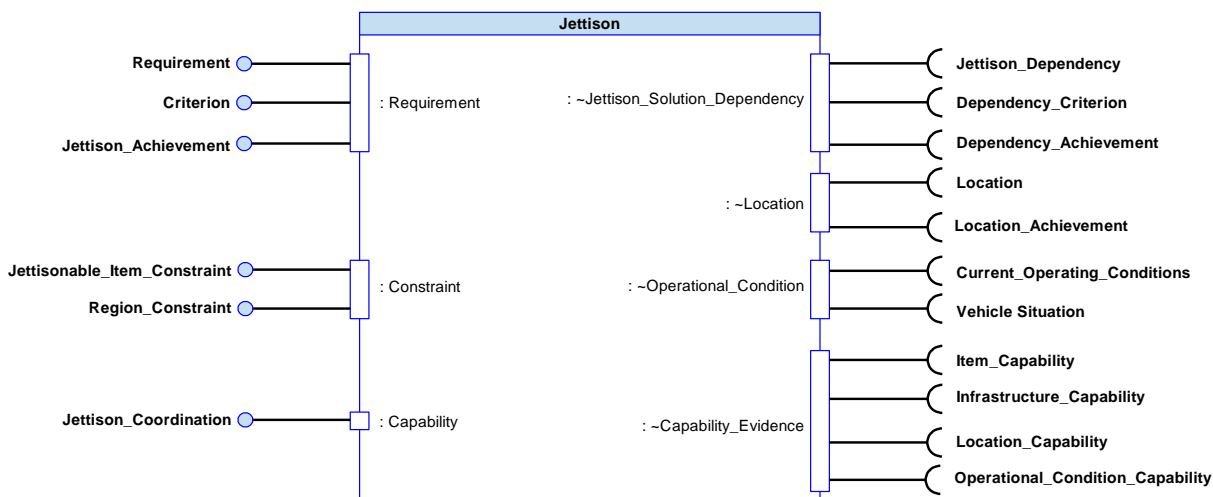 Jettison
Requirement
Criterion
Jettison_Achievement
: Requirement
Jettisonable_Item_Constraint
Region_Constraint
: Constraint
Jettison_Coordination
: Capability
: ~Jettison_Solution_Dependency
Jettison_Dependency
Dependency_Criterion
Dependency_Achievement
: ~Location
Location
Location_Achievement
: ~Operational_Condition
Current_Operating_Conditions
Vehicle Situation
: ~Capability_Evidence
Item_Capability
Infrastructure_Capability
Location_Capability
Operational_Condition_Capability